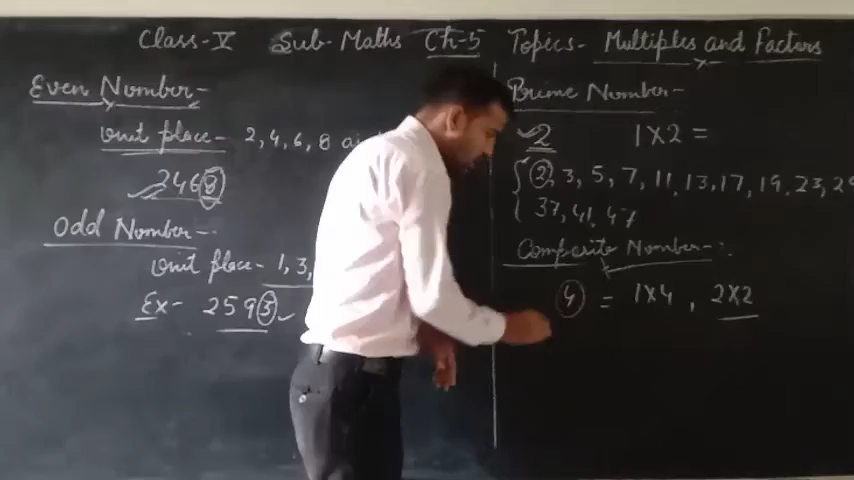 Class-V Sub-Maths Ch-5 Topics- Multiples and Factors
Even Number-
Unit place- 2, 4, 6, 8
2468
Odd Number-
Unit place- 1, 3,
Ex- 2593
Prime Number-
2 1x2 =
2, 3, 5, 7, 11, 13, 17, 19, 23, 29
37, 41, 47
Composite Number-:
4 = 1x4 , 2x2